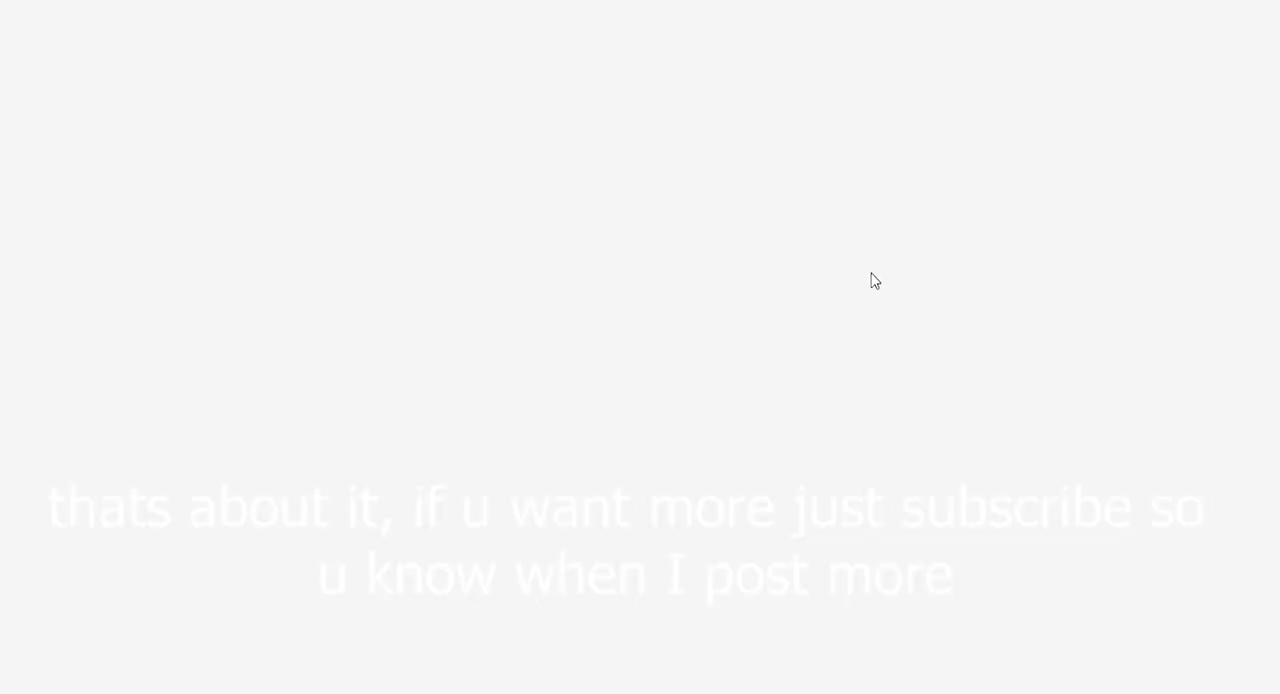 thats about it, if u want more just subscribe so
u know when I post more